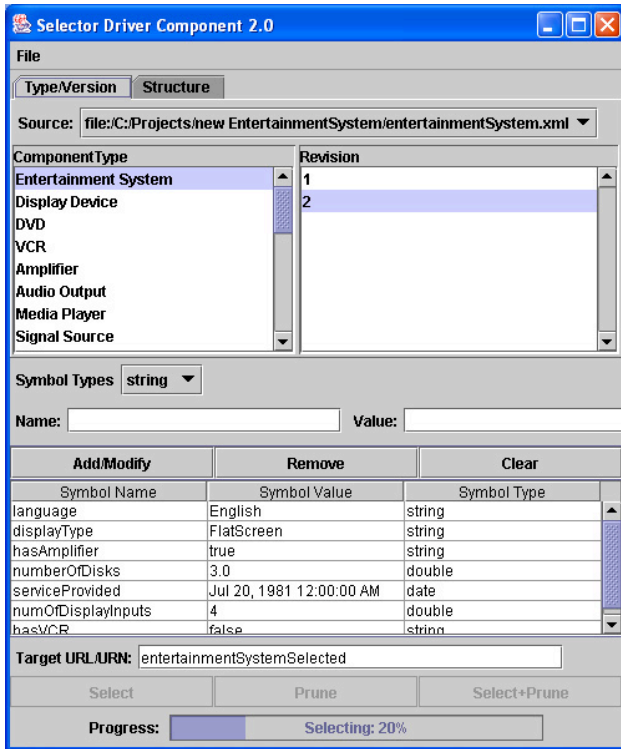 Selector Driver Component 2.0
File
Type/Version Structure
Source: file:/C:/Projects/new EntertainmentSystem/entertainmentSystem.xml
ComponentType Revision
Entertainment System 1
Display Device 2
DVD
VCR
Amplifier
Audio Output
Media Player
Signal Source
Symbol Types string
Name: Value:
Add/Modify Remove Clear
Symbol Name Symbol Value Symbol Type
language English string
displayType FlatScreen string
hasAmplifier true string
numberOfDisks 3.0 double
serviceProvided Jul 20, 1981 12:00:00 AM date
numOfDisplayInputs 4 double
hasVCR false string
Target URL/URN: entertainmentSystemSelected
Select Prune Select+Prune
Progress: Selecting: 20%